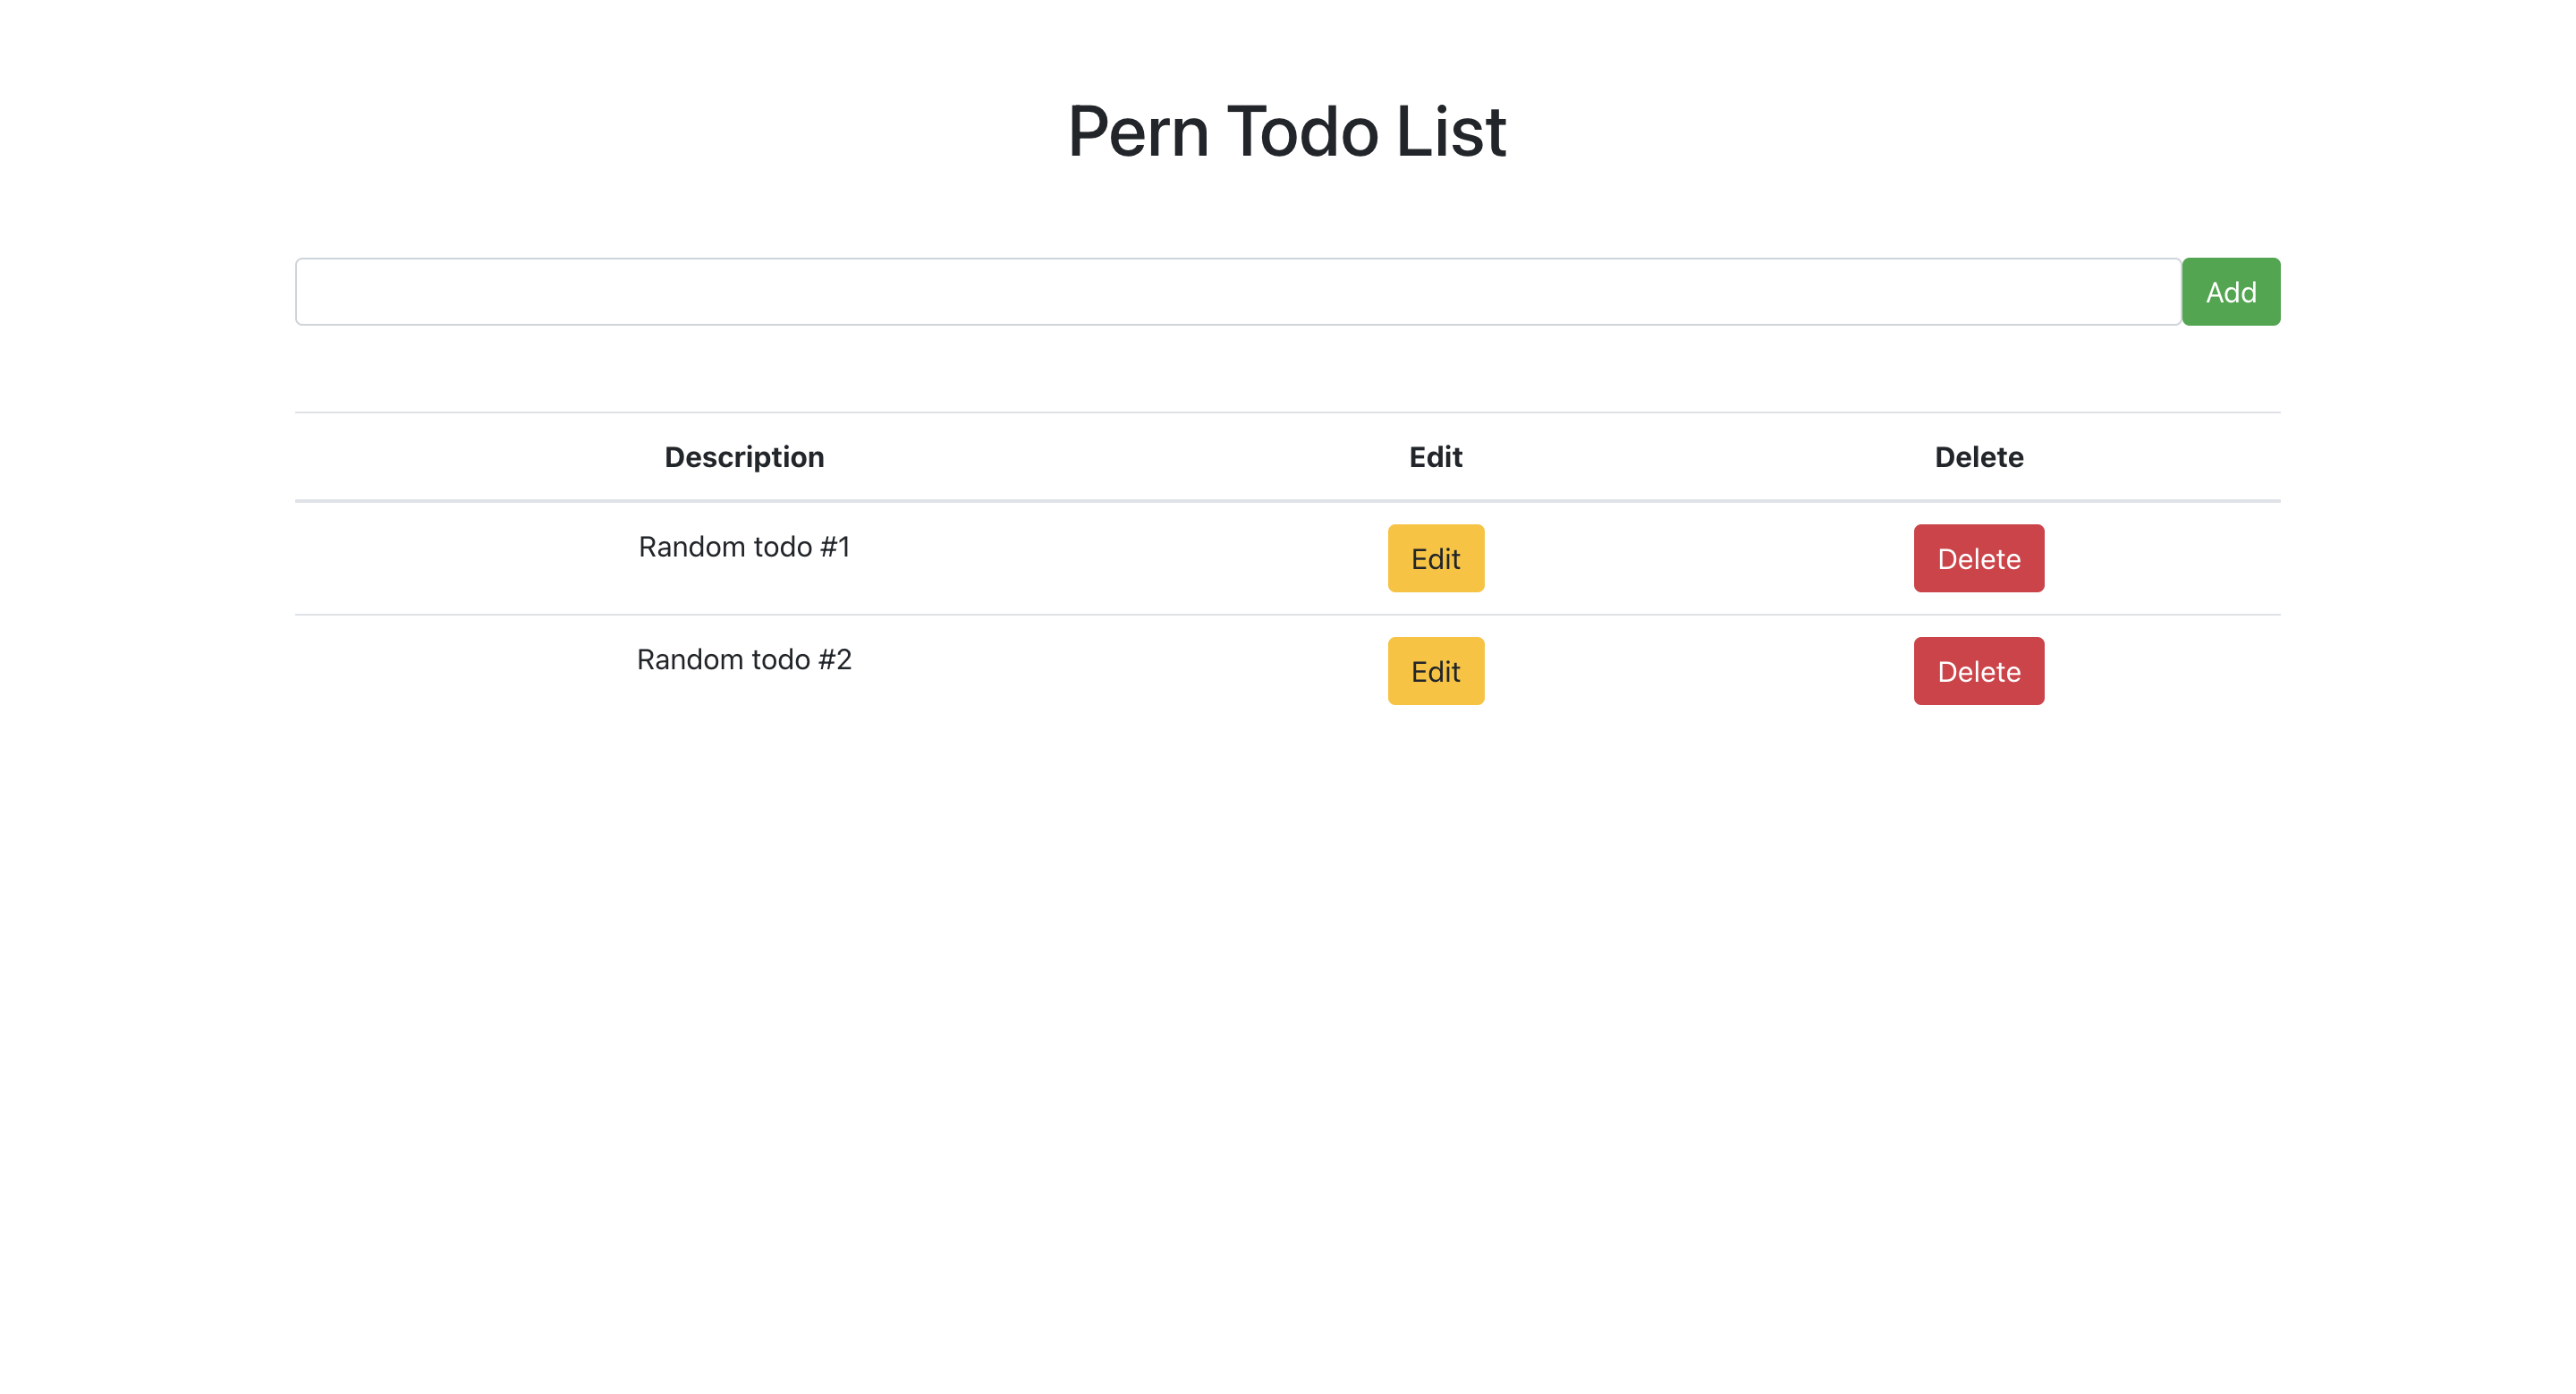 Pern Todo List
Add
Description Edit Delete
Random todo #1 Edit Delete
Random todo #2 Edit Delete